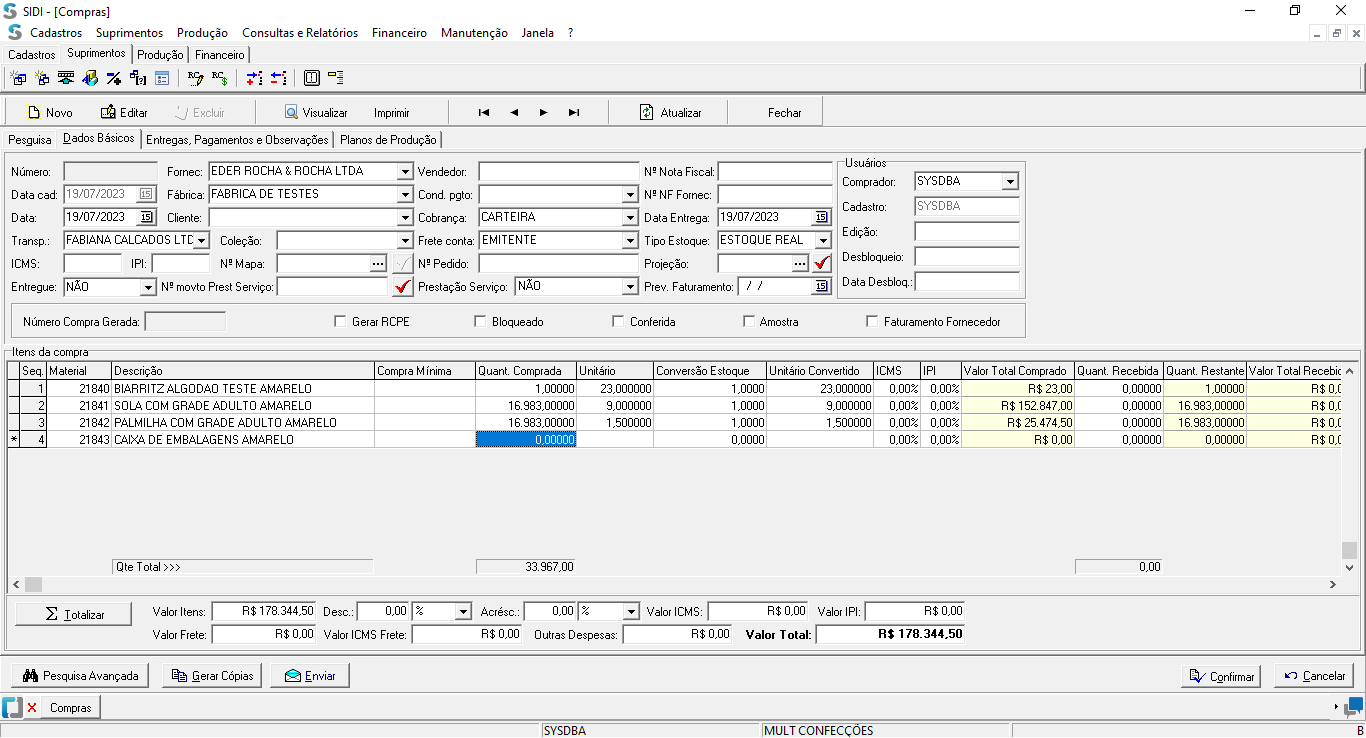 SIDI - [Compras]
Cadastros Suprimentos Produção Consultas e Relatórios Financeiro Manutenção Janela ?
Cadastros Suprimentos Produção Financeiro
Novo Editar Excluir Visualizar Imprimir Atualizar Fechar
Pesquisa Dados Básicos Entregas, Pagamentos e Observações Planos de Produção
Número: Fornec: EDER ROCHA & ROCHA LTDA Vendedor: Nº Nota Fiscal: Usuários
Comprador: SYSDBA
Data cad: 19/07/2023 15 Fábrica: FABRICA DE TESTES Cond. pgto: Nº NF Fornec:
Cadastro: SYSDBA
Data: 19/07/2023 15 Cliente: Cobrança: CARTEIRA Data Entrega: 19/07/2023 15
Edição:
Transp.: FABIANA CALCADOS LTC Coleção: Frete conta: EMITENTE Tipo Estoque: ESTOQUE REAL
Desbloqueio:
ICMS: IPI: Nº Mapa: ... Nº Pedido: Projeção: ...
Data Desbloq.:
Entregue: NÃO Nº movto Prest Serviço: Prestação Serviço: NÃO Prev. Faturamento: / / 15
Número Compra Gerada: Gerar RCPE Bloqueado Conferida Amostra Faturamento Fornecedor
Itens da compra
Seq. Material Descrição Compra Mínima Quant. Comprada Unitário Conversão Estoque Unitário Convertido ICMS IPI Valor Total Comprado Quant. Recebida Quant. Restante Valor Total Recebic
1 21840 BIARRITZ ALGODAO TESTE AMARELO 1,00000 23,000000 1,0000 23,000000 0,00% 0,00% R$ 23,00 0,00000 1,00000 R$ 0,0
2 21841 SOLA COM GRADE ADULTO AMARELO 16.983,00000 9,000000 1,0000 9,000000 0,00% 0,00% R$ 152.847,00 0,00000 16.983,00000 R$ 0,0
3 21842 PALMILHA COM GRADE ADULTO AMARELO 16.983,00000 1,500000 1,0000 1,500000 0,00% 0,00% R$ 25.474,50 0,00000 16.983,00000 R$ 0,0
* 4 21843 CAIXA DE EMBALAGENS AMARELO 0,00000 0,0000 0,00% 0,00% R$ 0,00 0,00000 0,00000 R$ 0,0
Qte Total >>> 33.967,00 0,00
Σ Totalizar Valor Itens: R$ 178.344,50 Desc.: 0,00 % Acrésc.: 0,00 % Valor ICMS: R$ 0,00 Valor IPI: R$ 0,00
Valor Frete: R$ 0,00 Valor ICMS Frete: R$ 0,00 Outras Despesas: R$ 0,00 Valor Total: R$ 178.344,50
Pesquisa Avançada Gerar Cópias Enviar Confirmar Cancelar
Compras
SYSDBA MULT CONFECÇÕES B